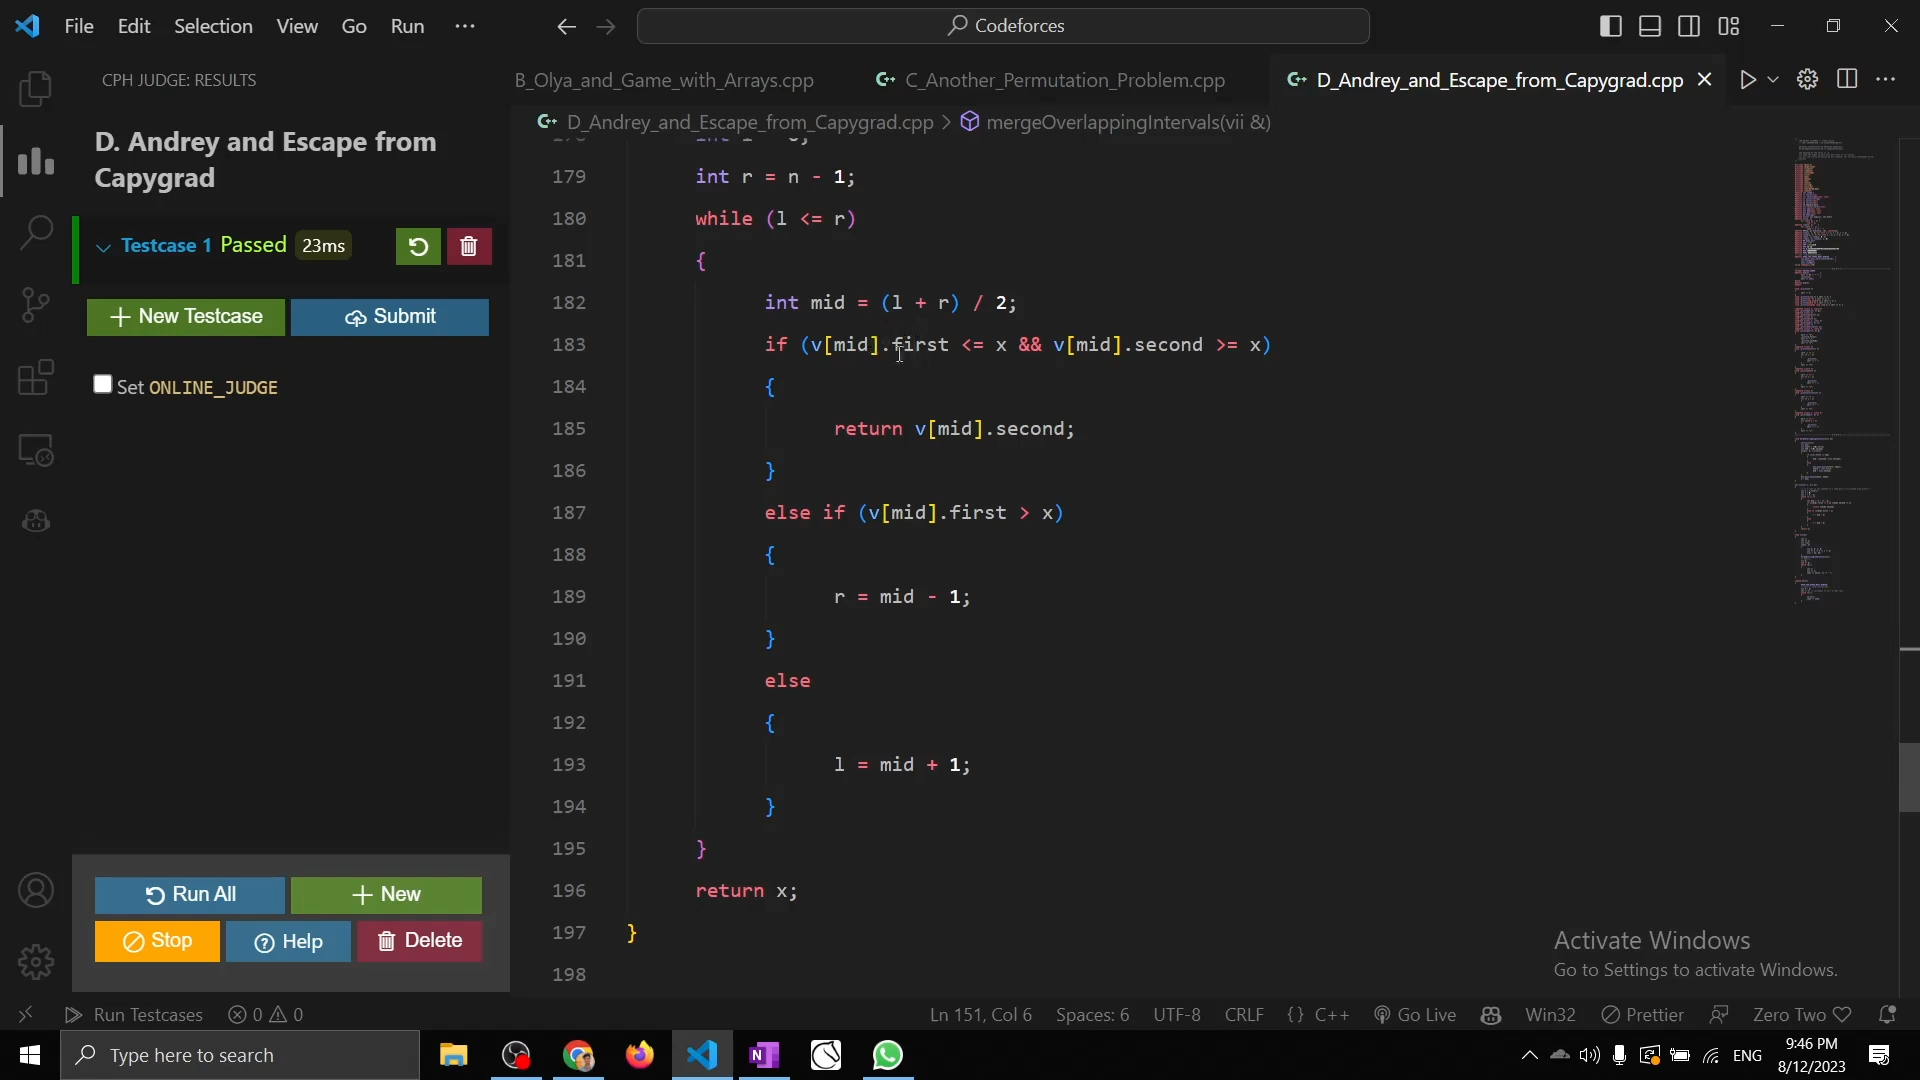 File Edit Selection View Go Run ···
Codeforces
CPH JUDGE: RESULTS
B_Olya_and_Game_with_Arrays.cpp
C_Another_Permutation_Problem.cpp
D_Andrey_and_Escape_from_Capygrad.cpp
D_Andrey_and_Escape_from_Capygrad.cpp > mergeOverlappingIntervals(vii &)
D. Andrey and Escape from
Capygrad
Testcase 1 Passed 23ms
New Testcase
Submit
Set ONLINE_JUDGE
179 int r = n - 1;
180 while (l <= r)
181 {
182 int mid = (l + r) / 2;
183 if (v[mid].first <= x && v[mid].second >= x)
184 {
185 return v[mid].second;
186 }
187 else if (v[mid].first > x)
188 {
189 r = mid - 1;
190 }
191 else
192 {
193 l = mid + 1;
194 }
195 }
196 return x;
197 }
198
Run All
New
Stop
Help
Delete
Activate Windows
Go to Settings to activate Windows.
Run Testcases 0 0
Ln 151, Col 6 Spaces: 6 UTF-8 CRLF {} C++ Go Live Win32 Prettier Zero Two
Type here to search
ENG
9:46 PM
8/12/2023